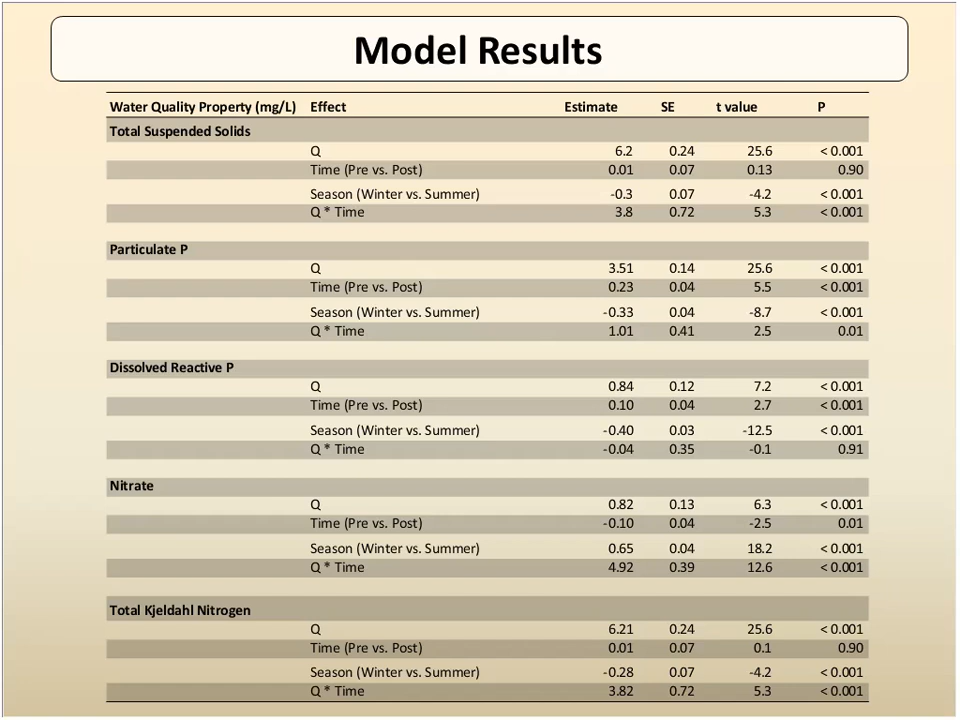 Model Results
Water Quality Property (mg/L) Effect Estimate SE t value P
Total Suspended Solids
Q 6.2 0.24 25.6 < 0.001
Time (Pre vs. Post) 0.01 0.07 0.13 0.90
Season (Winter vs. Summer) -0.3 0.07 -4.2 < 0.001
Q * Time 3.8 0.72 5.3 < 0.001
Particulate P
Q 3.51 0.14 25.6 < 0.001
Time (Pre vs. Post) 0.23 0.04 5.5 < 0.001
Season (Winter vs. Summer) -0.33 0.04 -8.7 < 0.001
Q * Time 1.01 0.41 2.5 0.01
Dissolved Reactive P
Q 0.84 0.12 7.2 < 0.001
Time (Pre vs. Post) 0.10 0.04 2.7 < 0.001
Season (Winter vs. Summer) -0.40 0.03 -12.5 < 0.001
Q * Time -0.04 0.35 -0.1 0.91
Nitrate
Q 0.82 0.13 6.3 < 0.001
Time (Pre vs. Post) -0.10 0.04 -2.5 0.01
Season (Winter vs. Summer) 0.65 0.04 18.2 < 0.001
Q * Time 4.92 0.39 12.6 < 0.001
Total Kjeldahl Nitrogen
Q 6.21 0.24 25.6 < 0.001
Time (Pre vs. Post) 0.01 0.07 0.1 0.90
Season (Winter vs. Summer) -0.28 0.07 -4.2 < 0.001
Q * Time 3.82 0.72 5.3 < 0.001